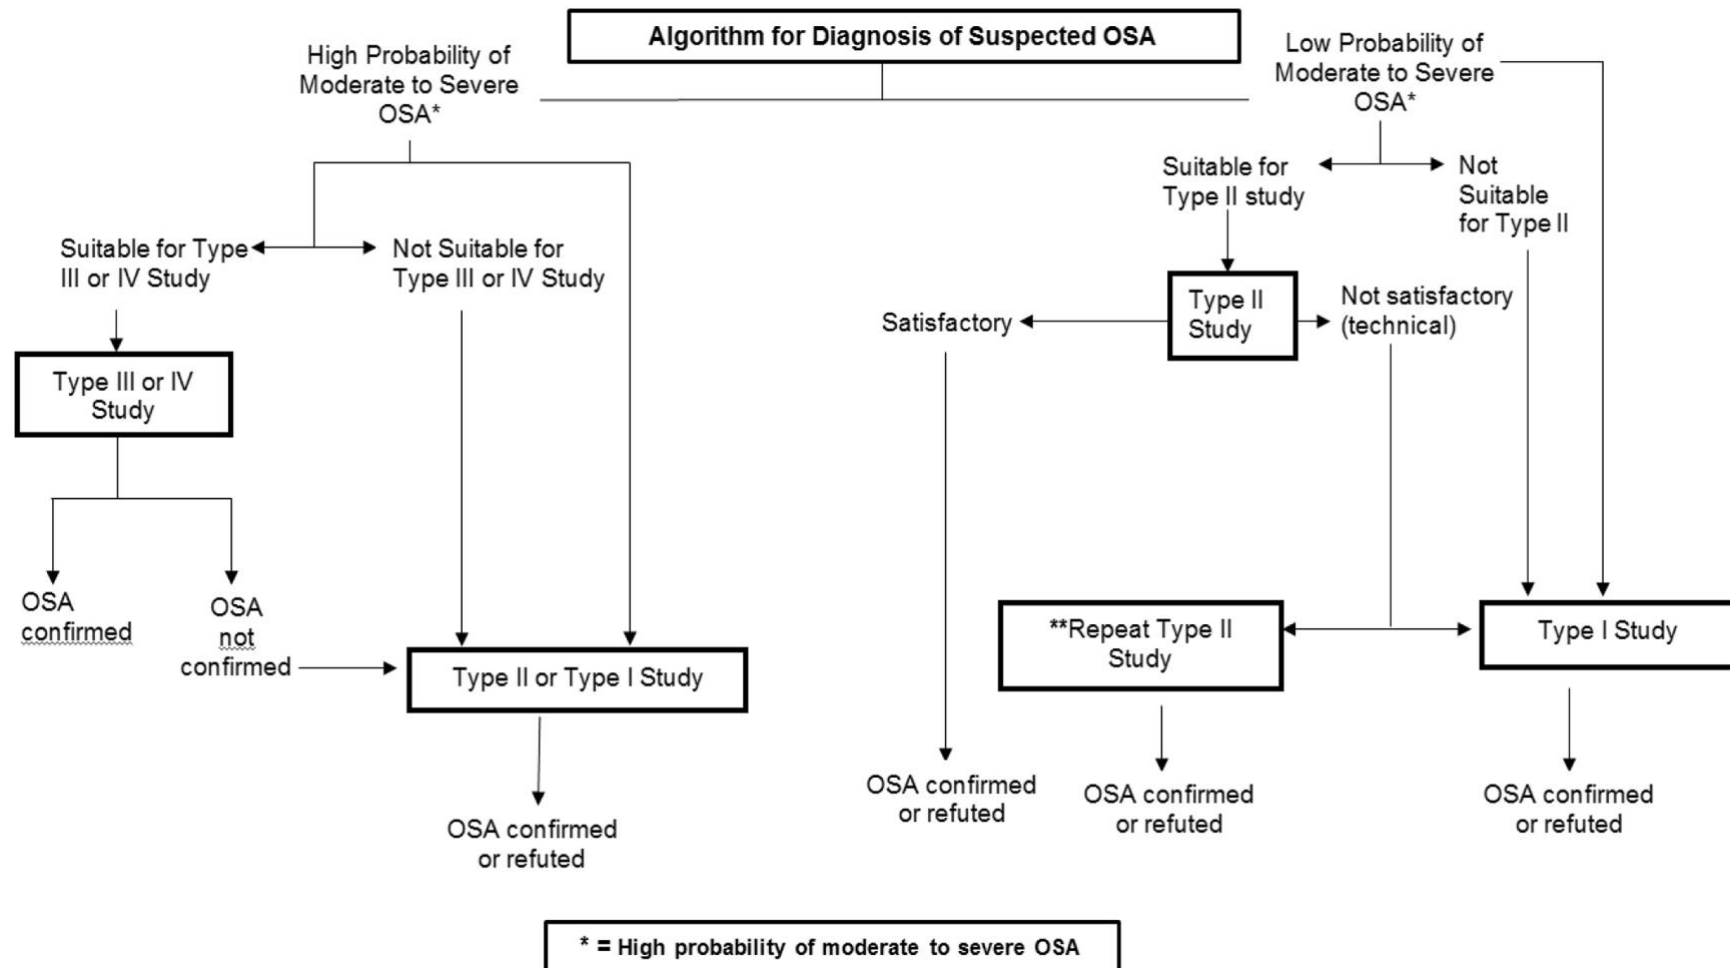 Algorithm for Diagnosis of Suspected OSA
High Probability of
Moderate to Severe
OSA*
Suitable for Type
III or IV Study
Not Suitable for
Type III or IV Study
Type III or IV
Study
OSA
confirmed
OSA
not
confirmed
Type II or Type I Study
OSA confirmed
or refuted
Low Probability of
Moderate to Severe
OSA*
Suitable for
Type II study
Not
Suitable
for Type II
Type II
Study
Satisfactory
Not satisfactory
(technical)
**Repeat Type II
Study
Type I Study
OSA confirmed
or refuted
OSA confirmed
or refuted
OSA confirmed
or refuted
* = High probability of moderate to severe OSA